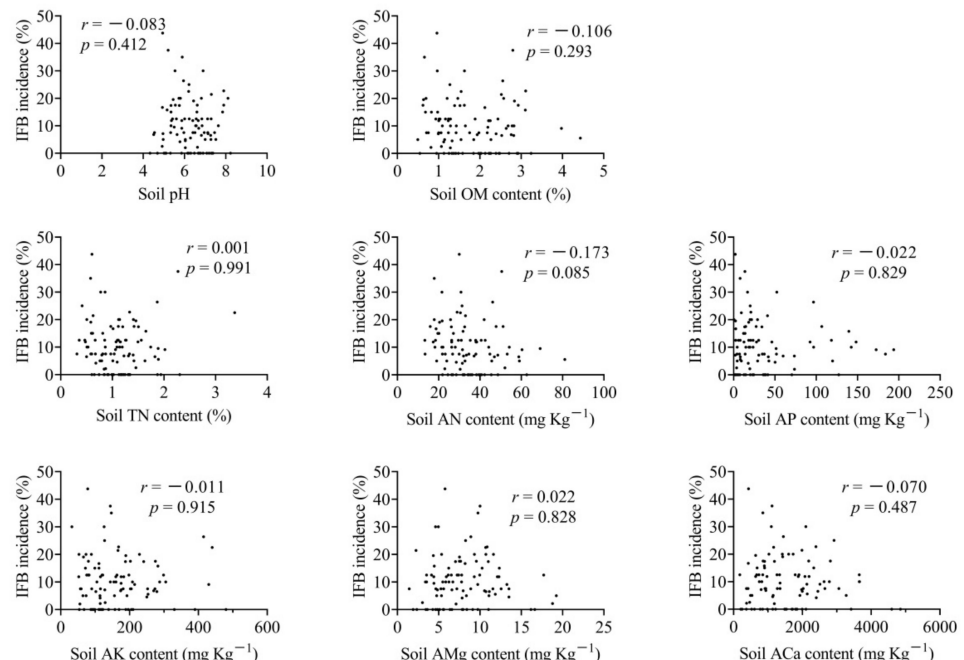 50
40
30
20
10
0
IFB incidence (%)
r = −0.083
p = 0.412
0 2 4 6 8 10
Soil pH
50
40
30
20
10
0
IFB incidence (%)
r = −0.106
p = 0.293
0 1 2 3 4 5
Soil OM content (%)
50
40
30
20
10
0
IFB incidence (%)
r = 0.001
p = 0.991
0 1 2 3 4
Soil TN content (%)
50
40
30
20
10
0
IFB incidence (%)
r = −0.173
p = 0.085
0 20 40 60 80 100
Soil AN content (mg Kg⁻¹)
50
40
30
20
10
0
IFB incidence (%)
r = −0.022
p = 0.829
0 50 100 150 200 250
Soil AP content (mg Kg⁻¹)
50
40
30
20
10
0
IFB incidence (%)
r = −0.011
p = 0.915
0 200 400 600
Soil AK content (mg Kg⁻¹)
50
40
30
20
10
0
IFB incidence (%)
r = 0.022
p = 0.828
0 5 10 15 20 25
Soil AMg content (mg Kg⁻¹)
50
40
30
20
10
0
IFB incidence (%)
r = −0.070
p = 0.487
0 2000 4000 6000
Soil ACa content (mg Kg⁻¹)